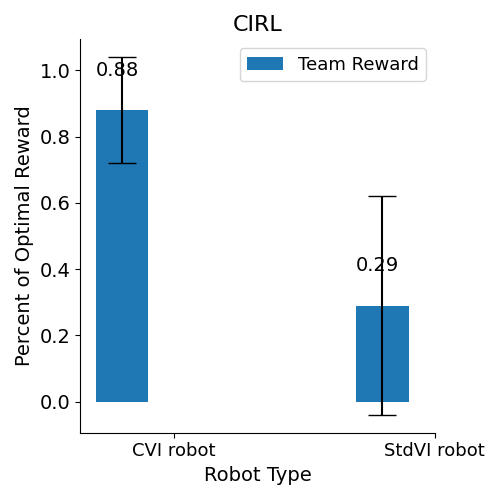 CIRL
Team Reward
0.88
0.29
Percent of Optimal Reward
1.0
0.8
0.6
0.4
0.2
0.0
CVI robot
StdVI robot
Robot Type